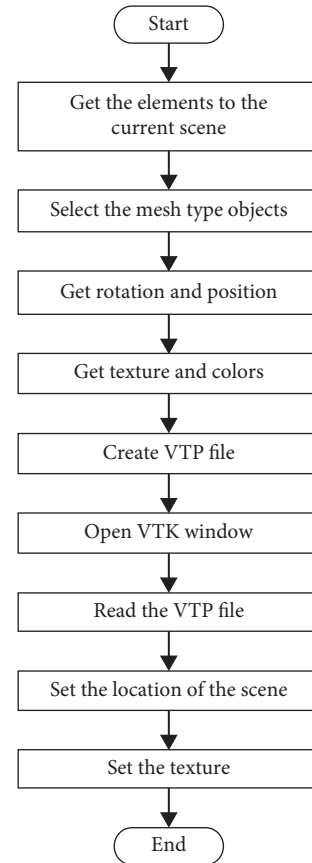 Start
Get the elements to the
current scene
Select the mesh type objects
Get rotation and position
Get texture and colors
Create VTP file
Open VTK window
Read the VTP file
Set the location of the scene
Set the texture
End